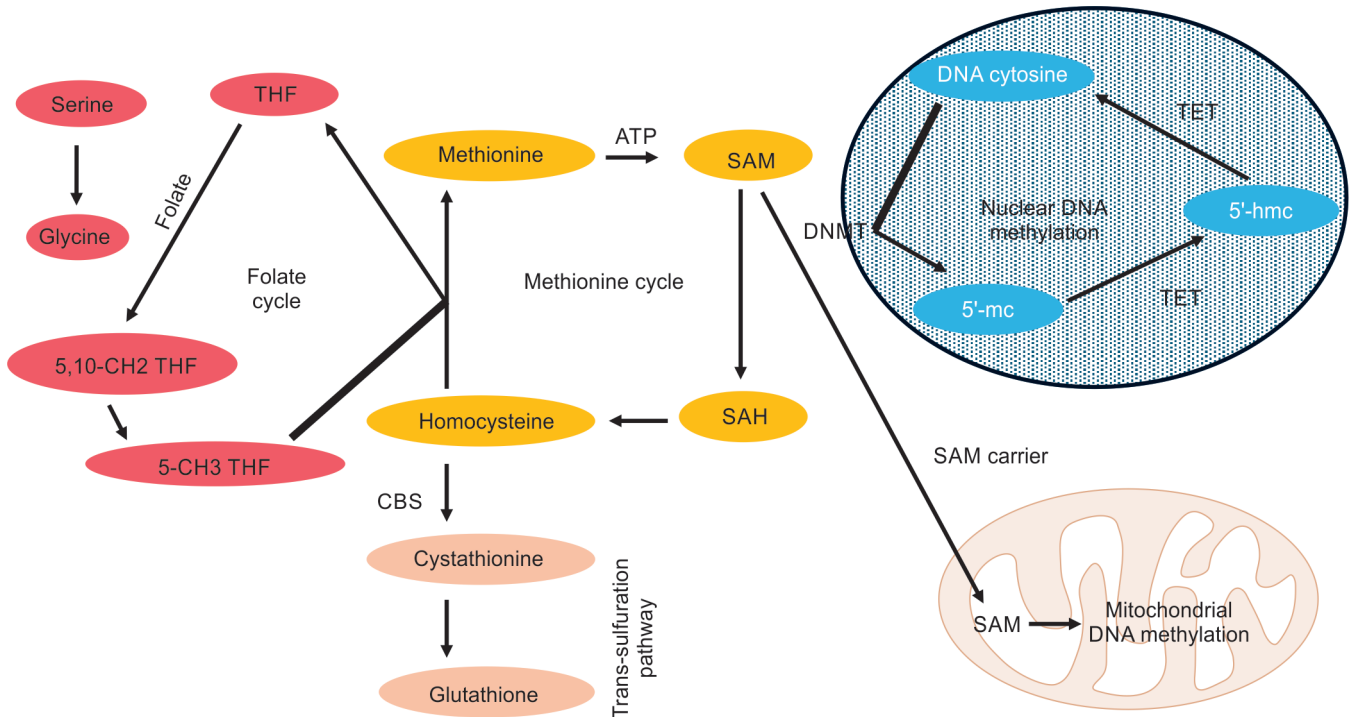 Serine
Glycine
THF
Folate
Folate
cycle
5,10-CH2 THF
5-CH3 THF
Methionine
ATP
SAM
Methionine cycle
Homocysteine
SAH
CBS
Cystathionine
Glutathione
Trans-sulfuration
pathway
DNA cytosine
TET
5'-hmc
Nuclear DNA
methylation
DNMT
5'-mc
TET
SAM carrier
SAM
Mitochondrial
DNA methylation